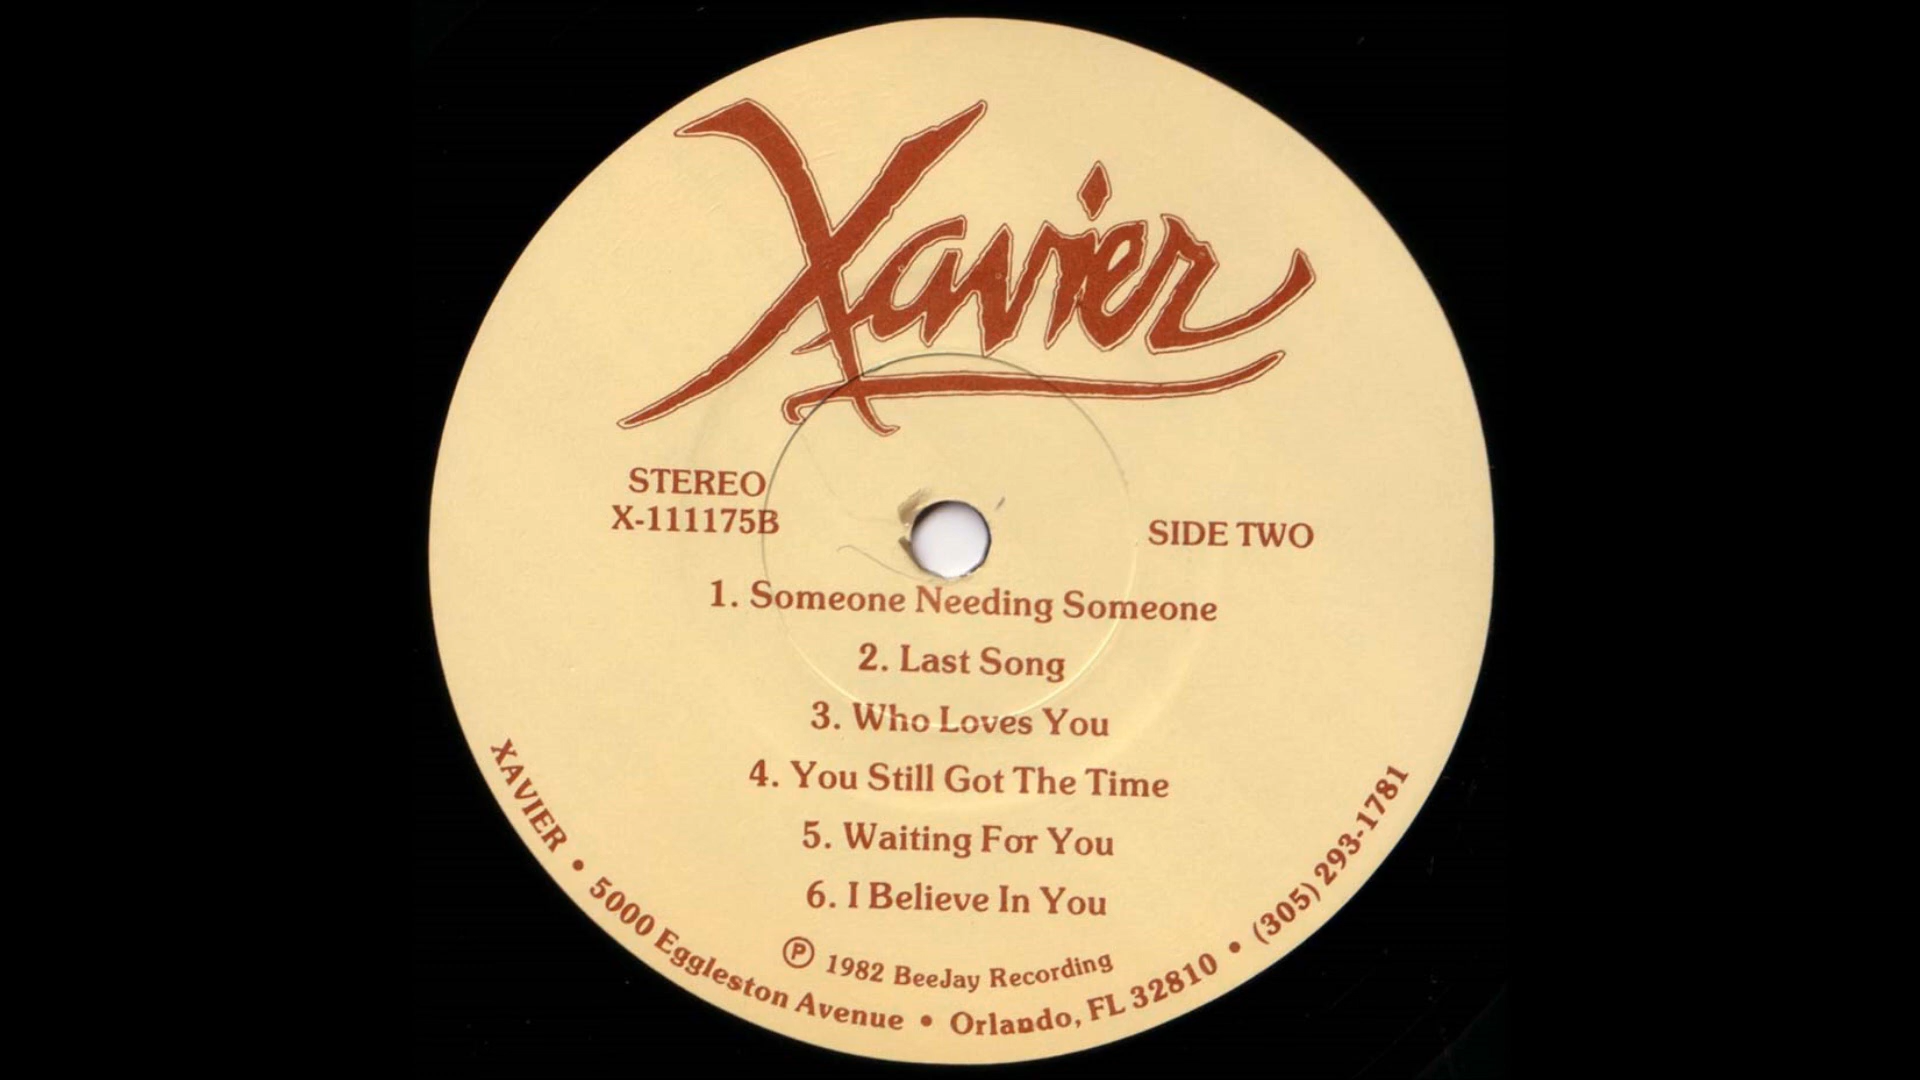 Xavier
STEREO
X-111175B
SIDE TWO
1. Someone Needing Someone
2. Last Song
3. Who Loves You
4. You Still Got The Time
5. Waiting For You
6. I Believe In You
℗ 1982 BeeJay Recording
XAVIER • 5000 Eggleston Avenue • Orlando, FL 32810 • (305) 293-1781